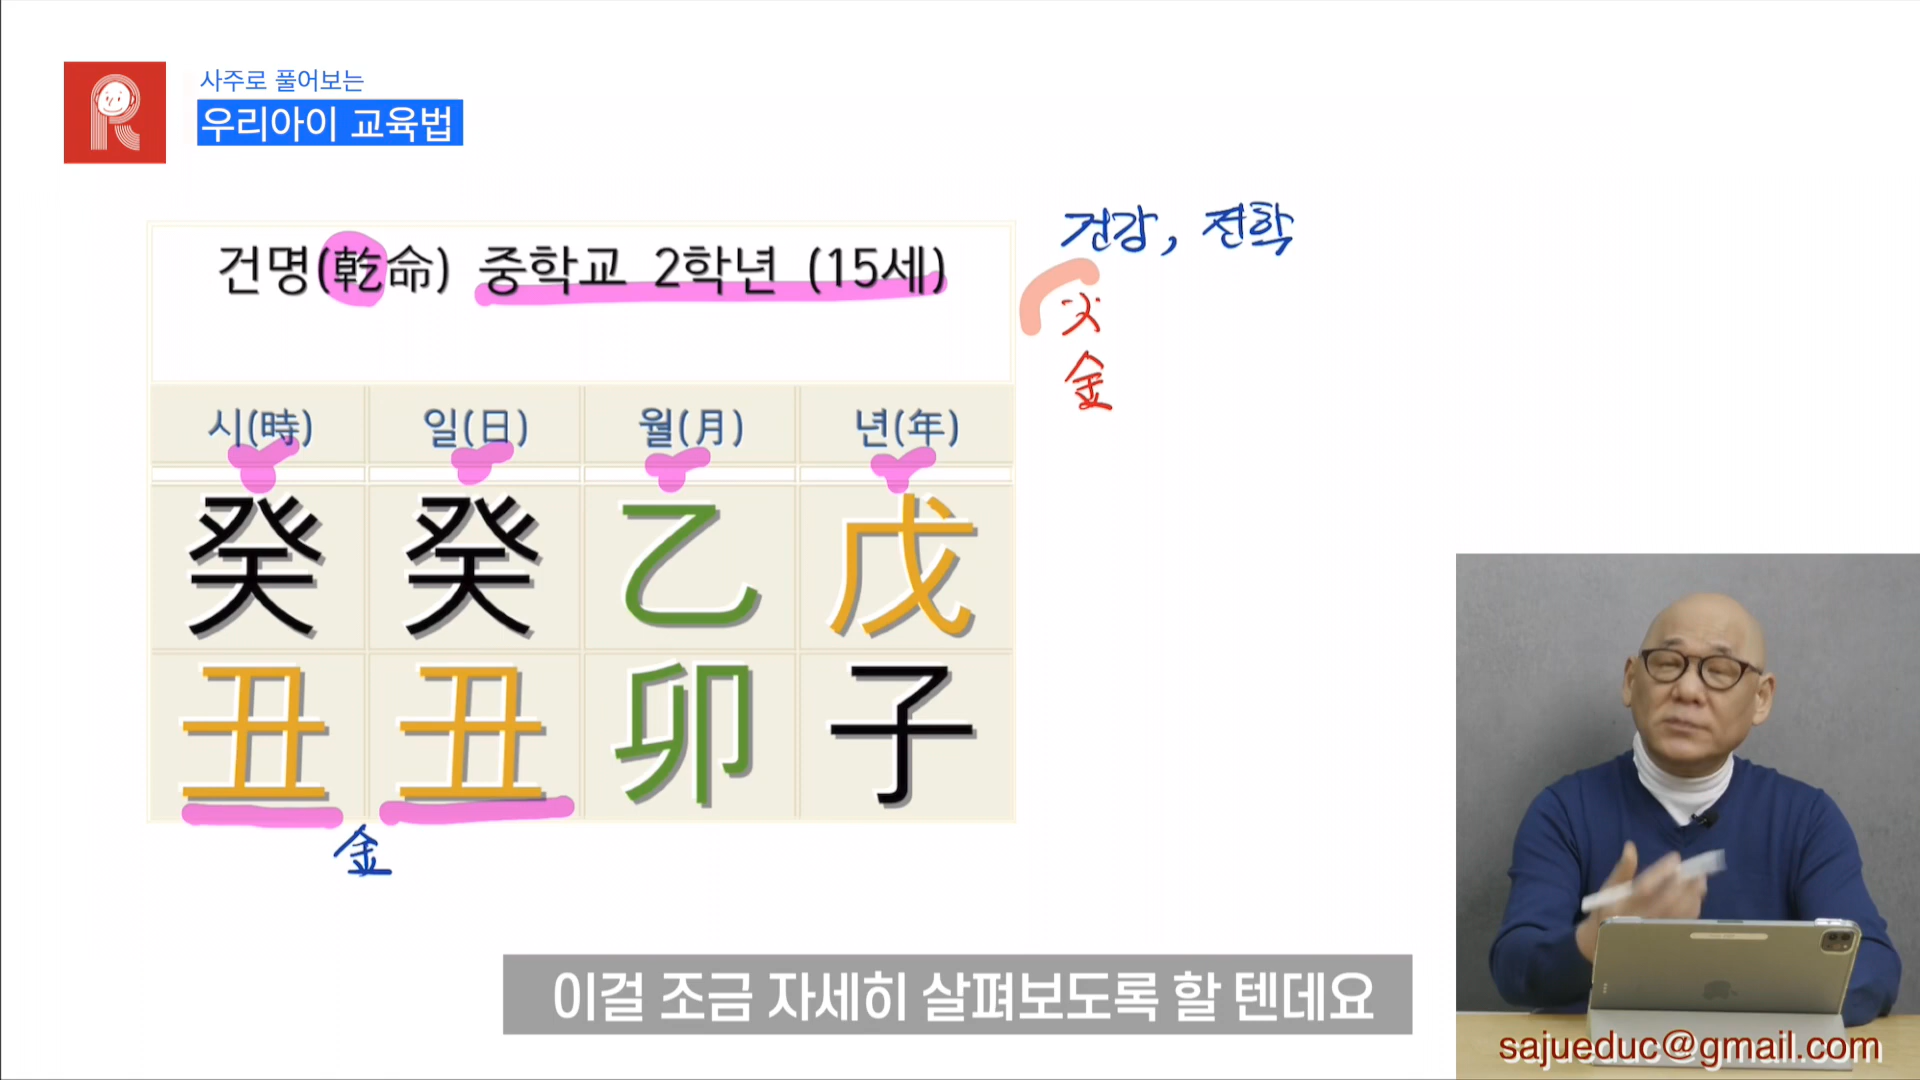 사주로 풀어보는
우리아이 교육법
건명(乾命) 중학교 2학년 (15세)
건강, 진학
火
金
시(時) 일(日) 월(月) 년(年)
癸 癸 乙 戊
丑 丑 卯 子
金
이걸 조금 자세히 살펴보도록 할 텐데요
sajueduc@gmail.com